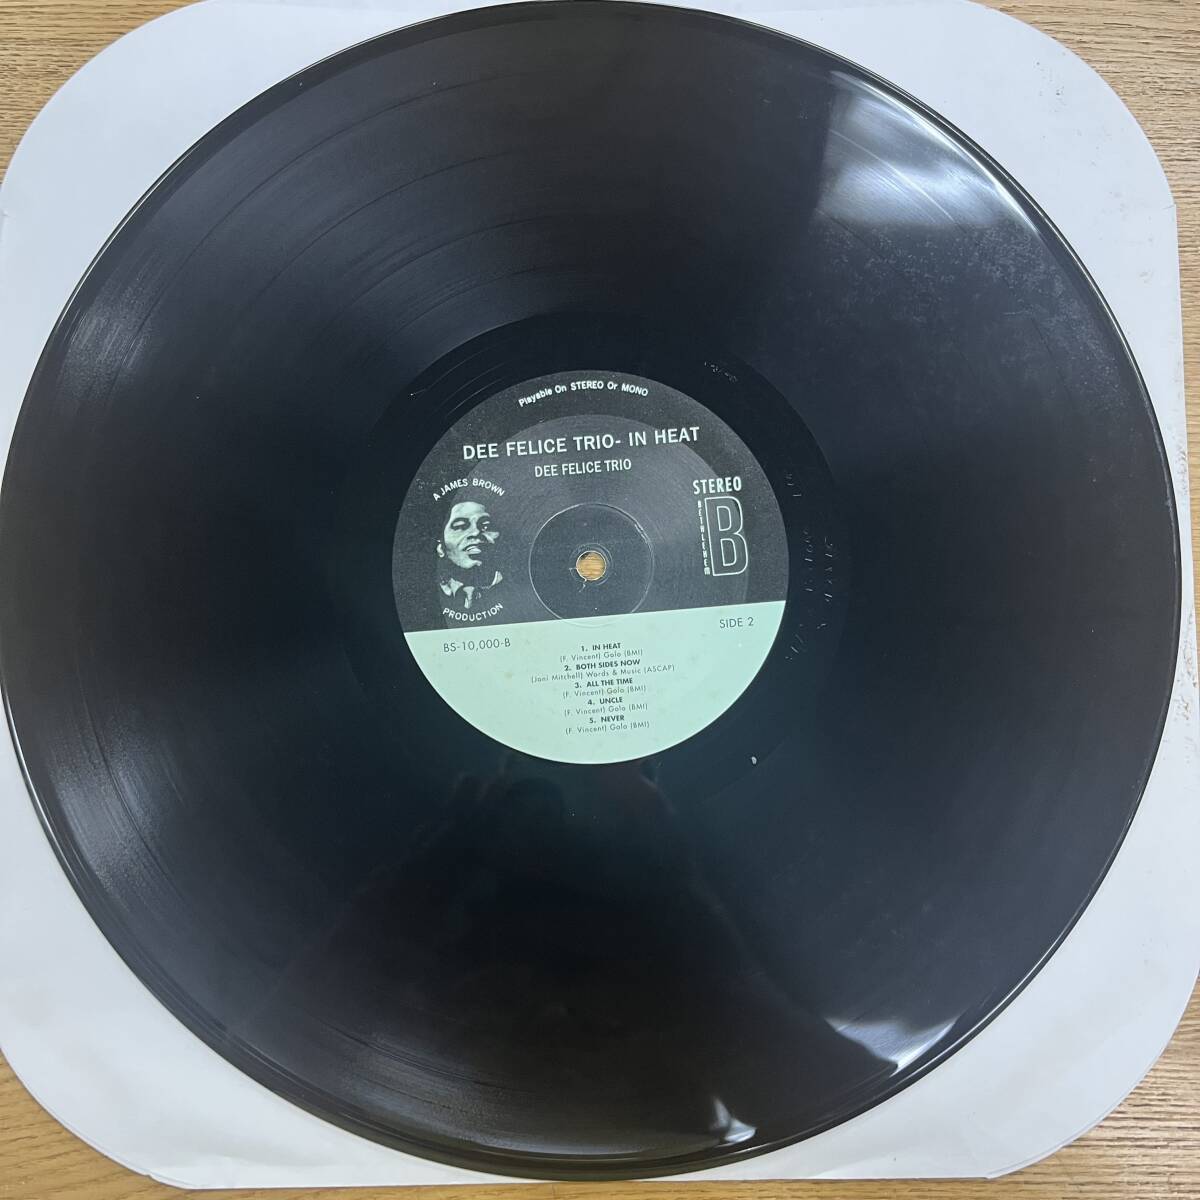 Playable On STEREO Or MONO
DEE FELICE TRIO- IN HEAT
DEE FELICE TRIO
A JAMES BROWN
PRODUCTION
STEREO
BETHLEHEM
B
BS-10,000-B
SIDE 2
1. IN HEAT
(F. Vincent) Golo (BMI)
2. BOTH SIDES NOW
(Joni Mitchell) Words & Music (ASCAP)
3. ALL THE TIME
(F. Vincent) Golo (BMI)
4. UNCLE
(F. Vincent) Golo (BMI)
5. NEVER
(F. Vincent) Golo (BMI)